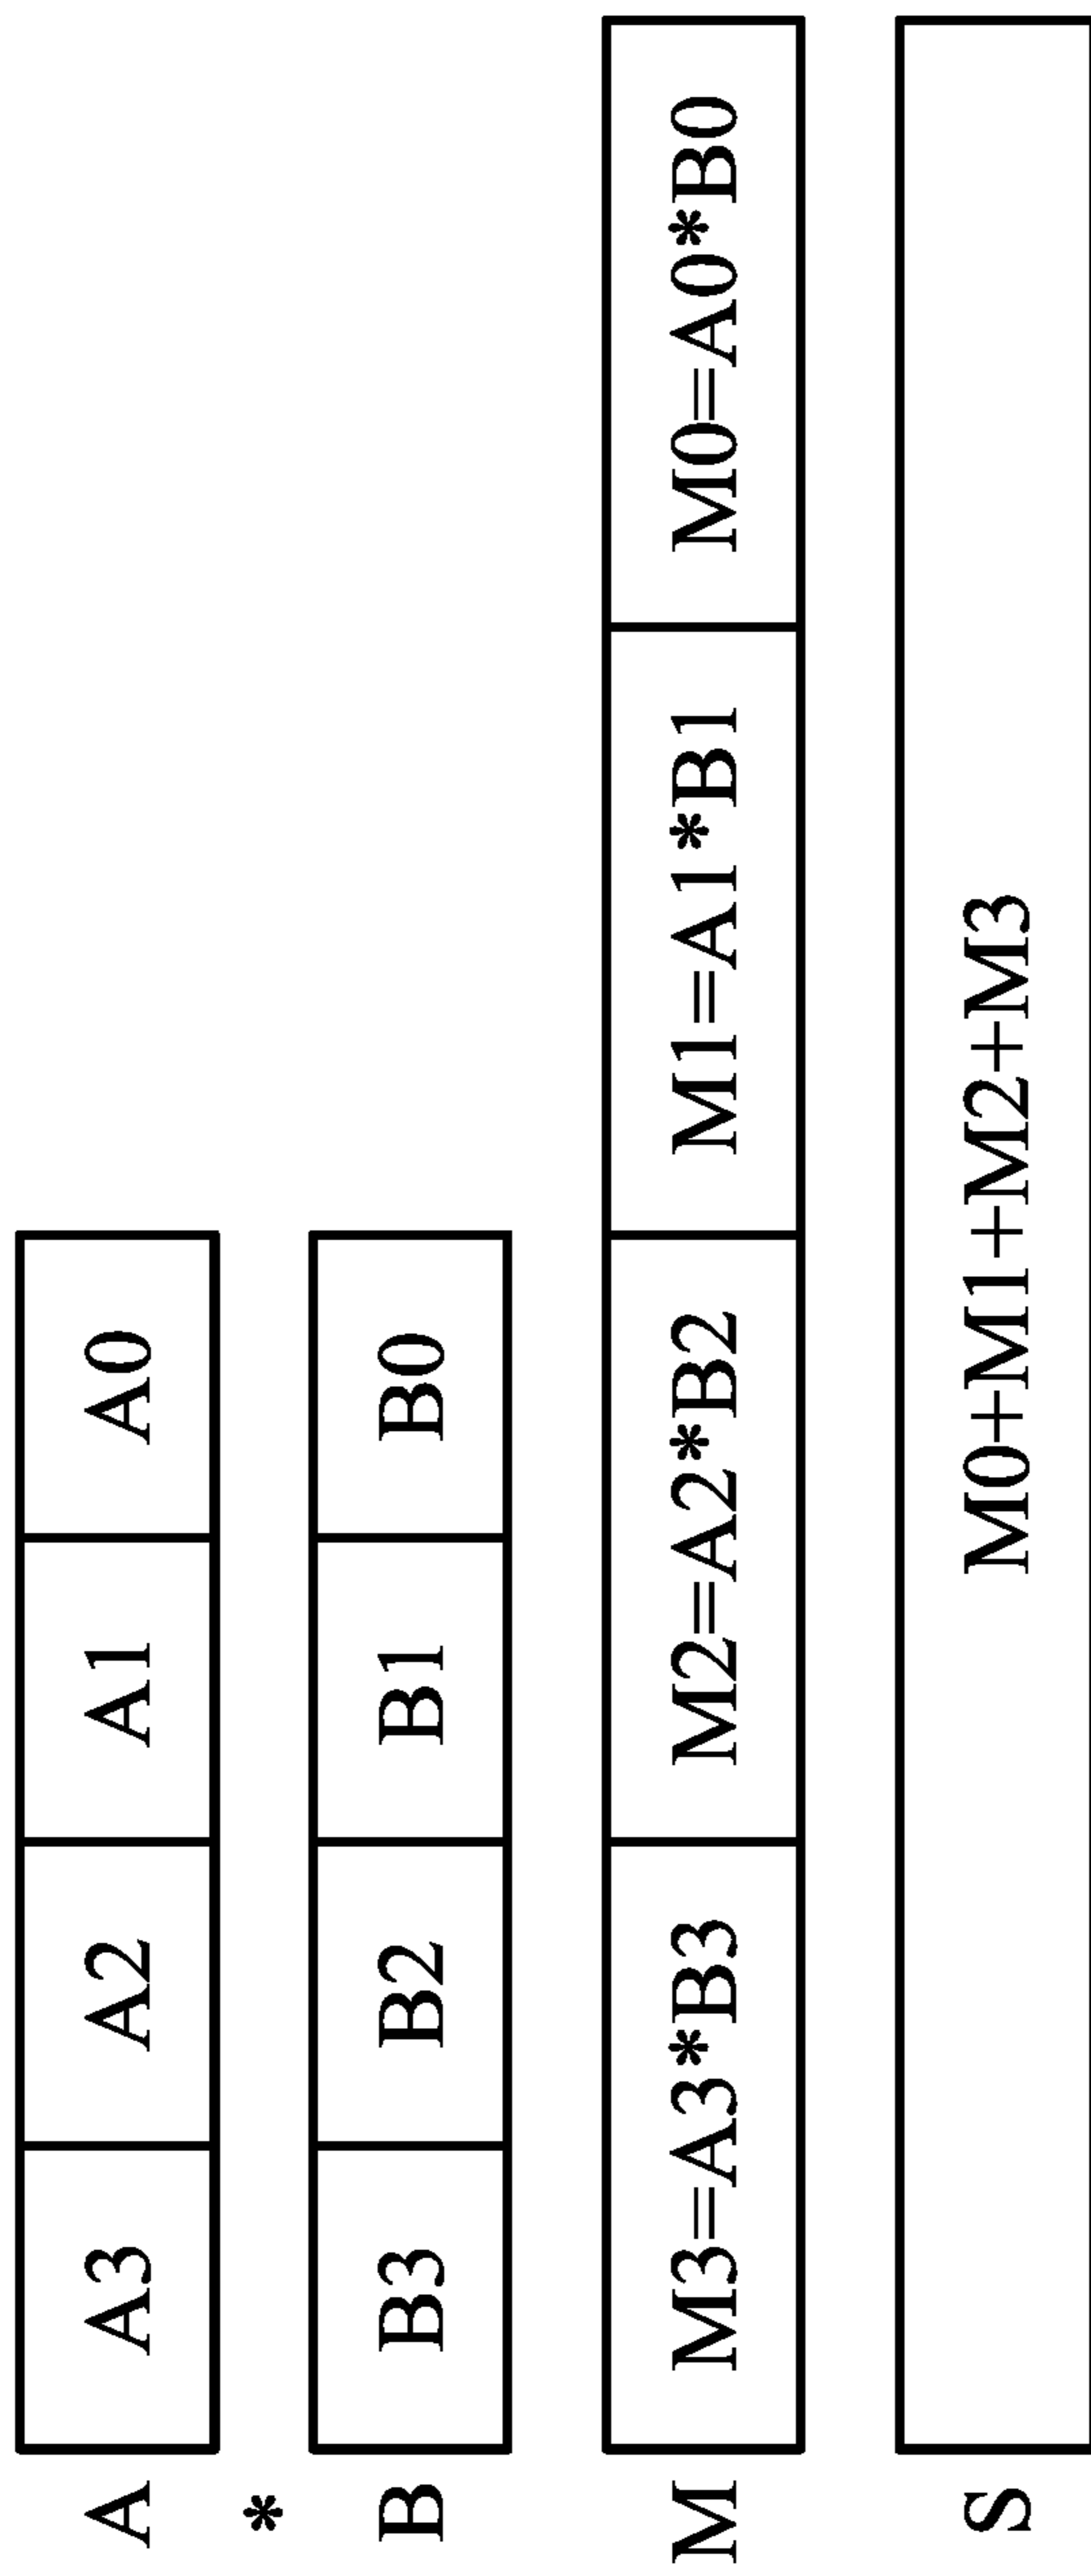 A A3 A2 A1 A0
*
B B3 B2 B1 B0
M M3=A3*B3 M2=A2*B2 M1=A1*B1 M0=A0*B0
S M0+M1+M2+M3